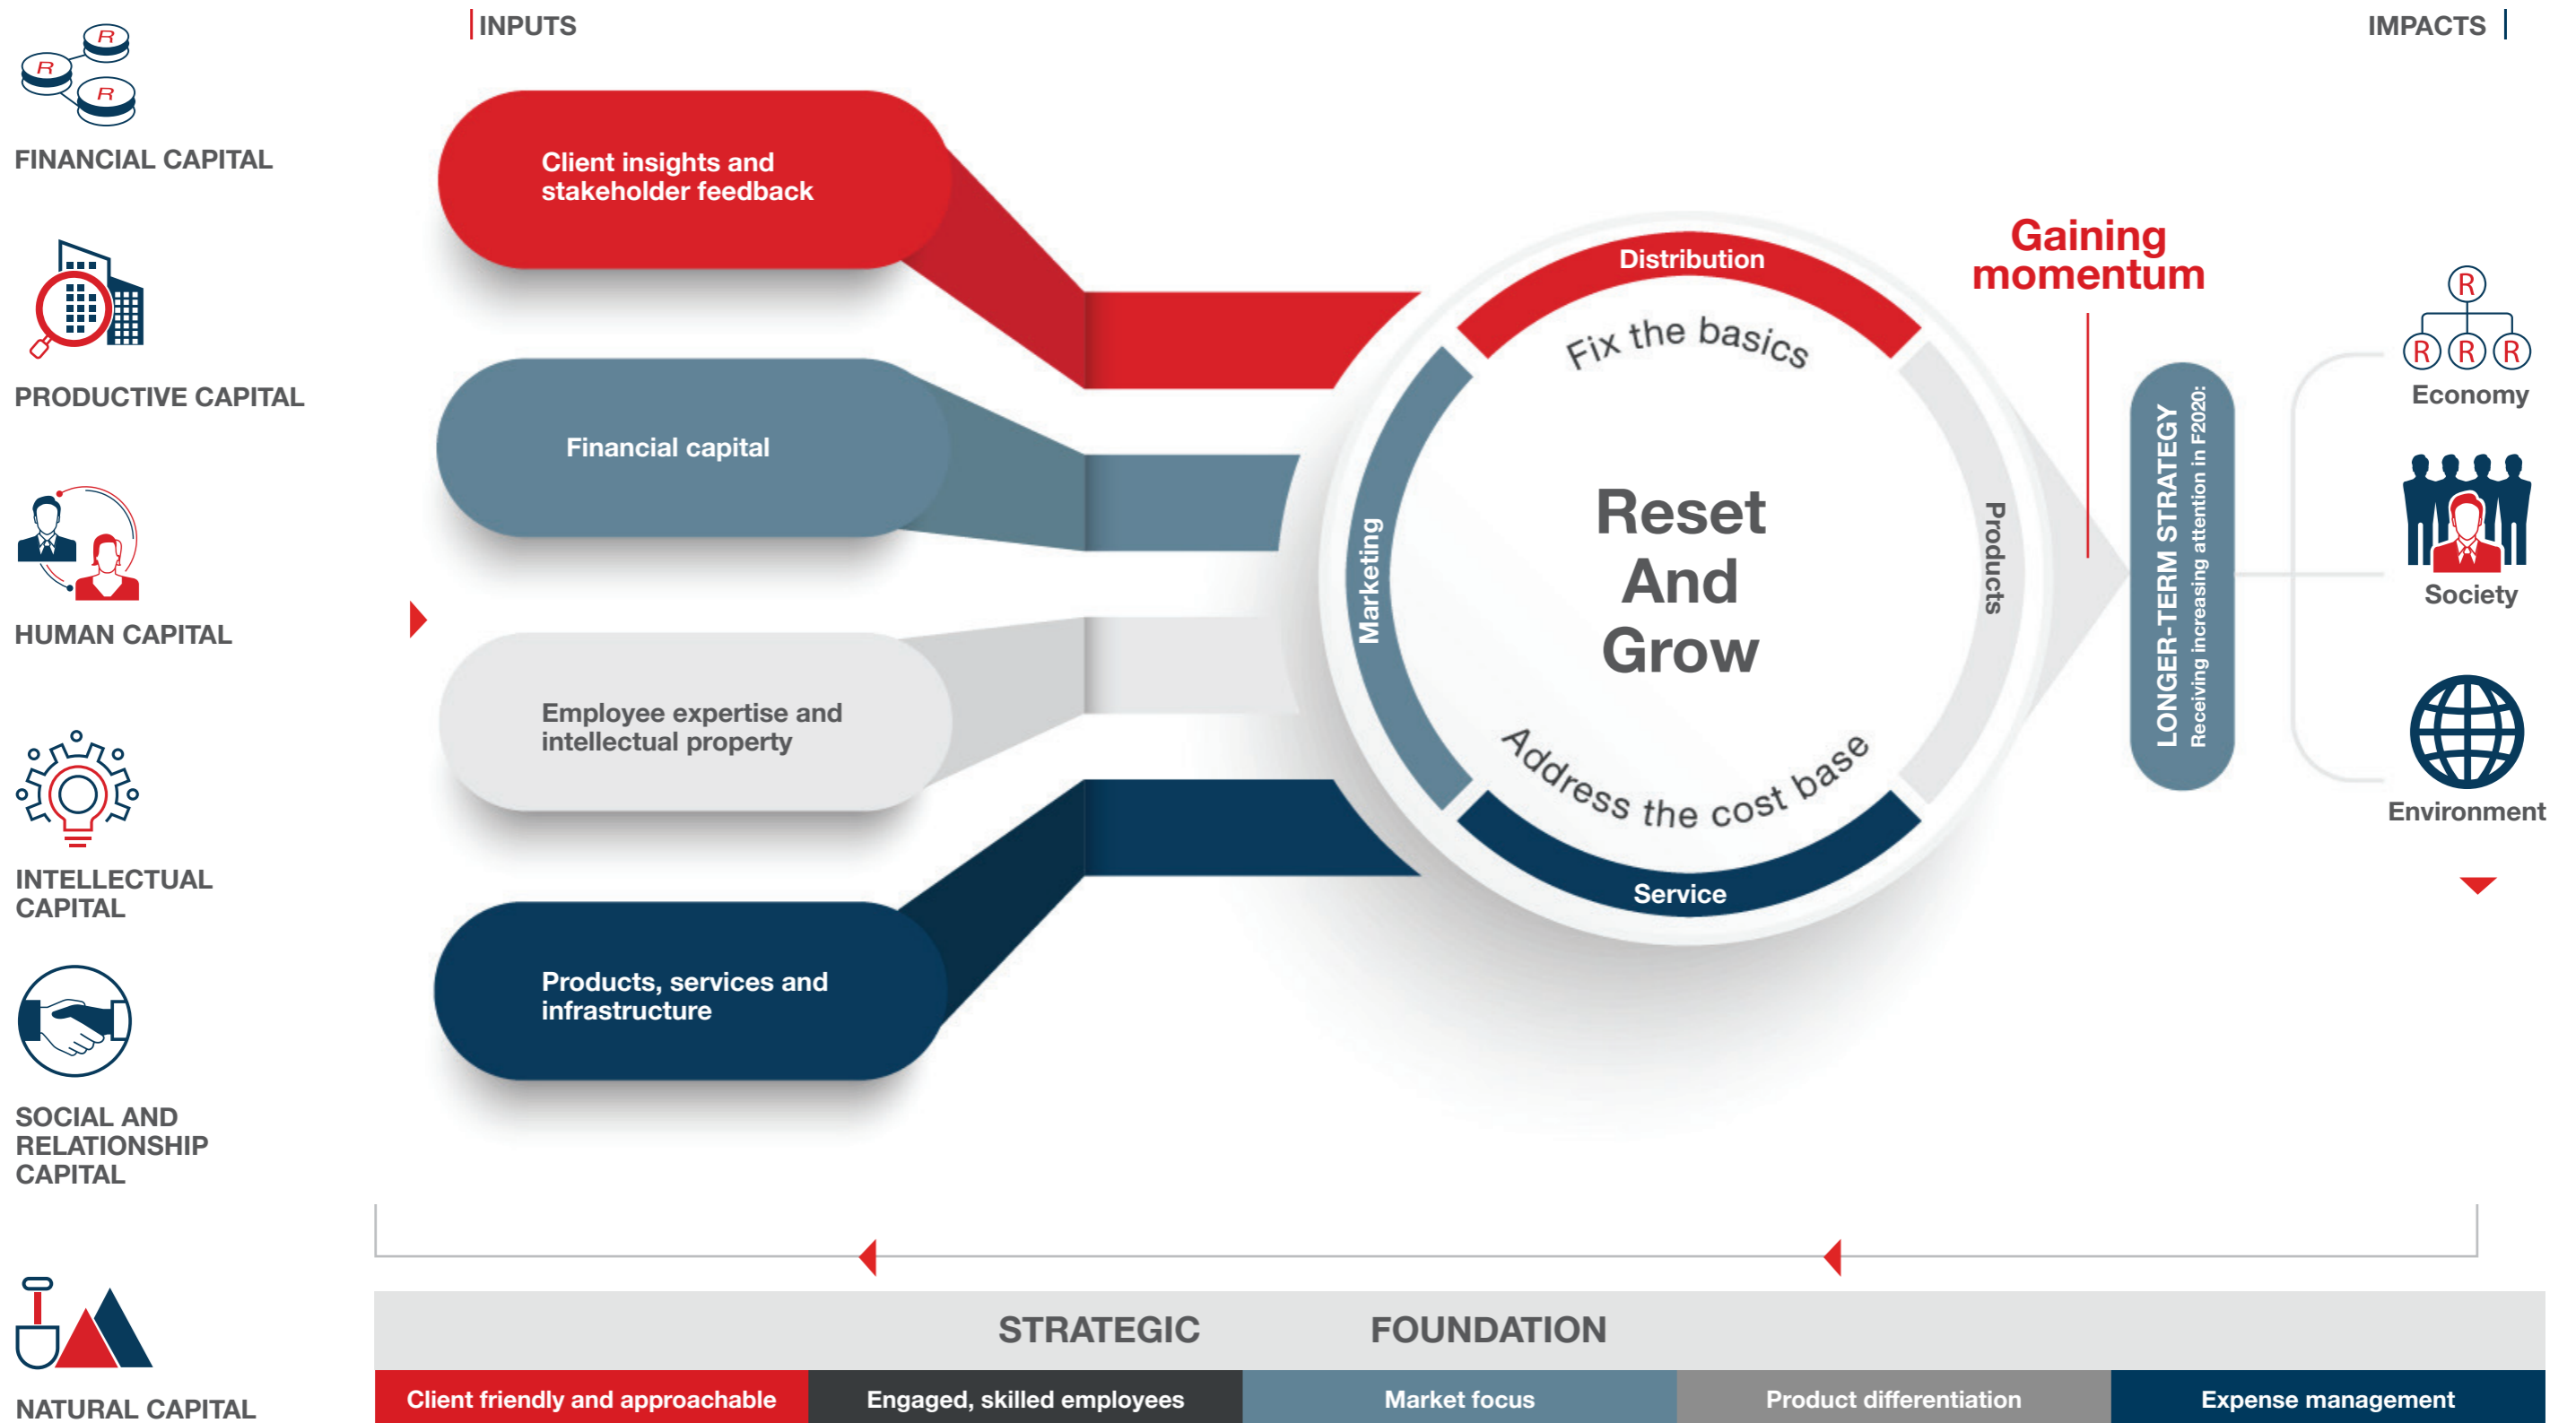 INPUTS
IMPACTS
R
R
R
FINANCIAL CAPITAL
PRODUCTIVE CAPITAL
HUMAN CAPITAL
INTELLECTUAL
CAPITAL
SOCIAL AND
RELATIONSHIP
CAPITAL
NATURAL CAPITAL
Client insights and
stakeholder feedback
Financial capital
Employee expertise and
intellectual property
Products, services and
infrastructure
Distribution
Fix the basics
Marketing
Reset
And
Grow
Products
Address the cost base
Service
Gaining
momentum
LONGER-TERM STRATEGY
Receiving increasing attention in F2020:
R
R R R
Economy
Society
Environment
STRATEGIC FOUNDATION
Client friendly and approachable
Engaged, skilled employees
Market focus
Product differentiation
Expense management